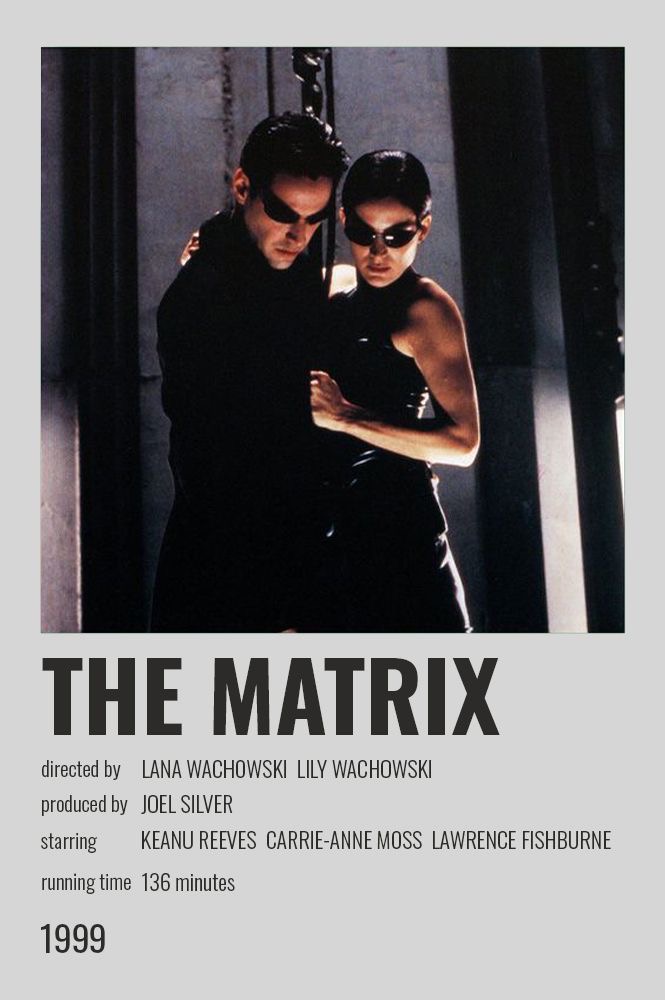 THE MATRIX
directed by LANA WACHOWSKI LILY WACHOWSKI
produced by JOEL SILVER
starring KEANU REEVES CARRIE-ANNE MOSS LAWRENCE FISHBURNE
running time 136 minutes
1999